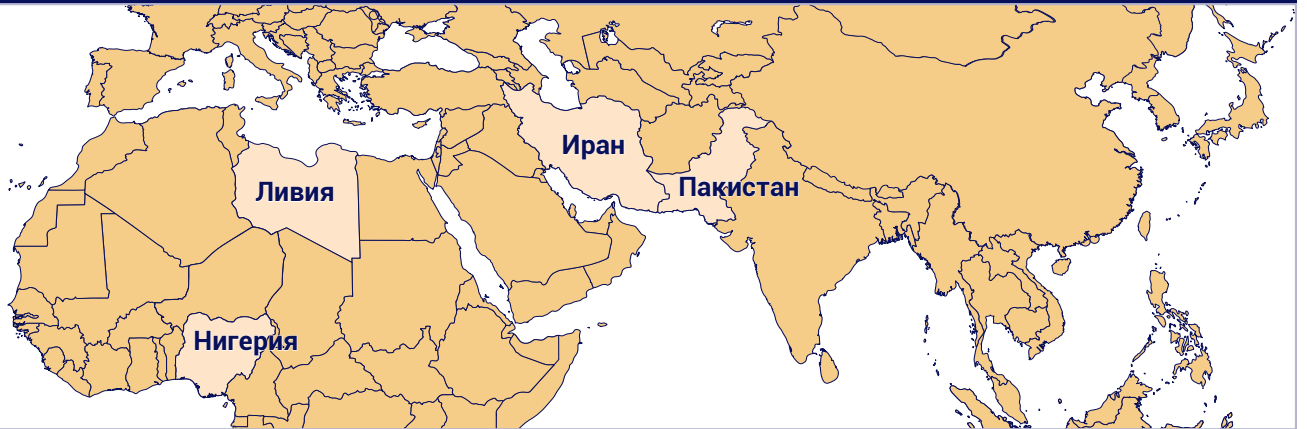 Иран
Пакистан
Ливия
Нигерия